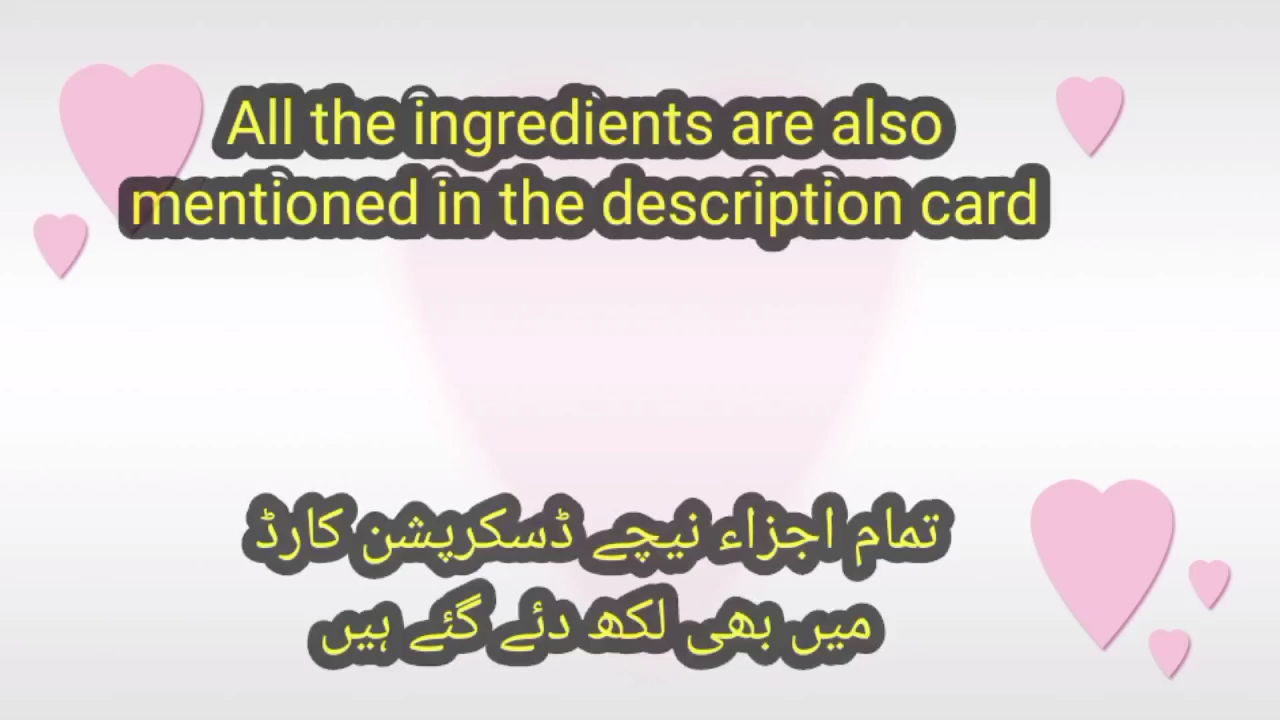 All the ingredients are also
mentioned in the description card
تمام اجزاء نیچے ڈسکرپشن کارڈ
میں بھی لکھ دئے گئے ہیں